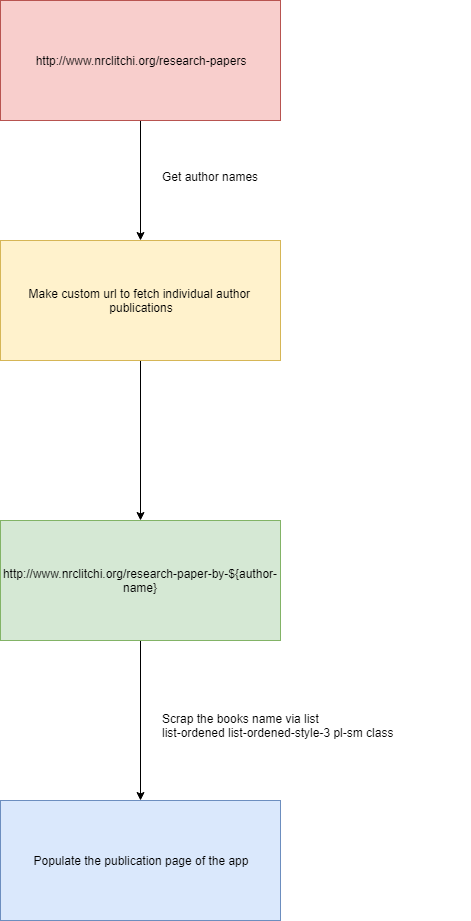 http://www.nrclitchi.org/research-papers
Get author names
Make custom url to fetch individual author
publications
http://www.nrclitchi.org/research-paper-by-${author-
name}
Scrap the books name via list
list-ordened list-ordened-style-3 pl-sm class
Populate the publication page of the app